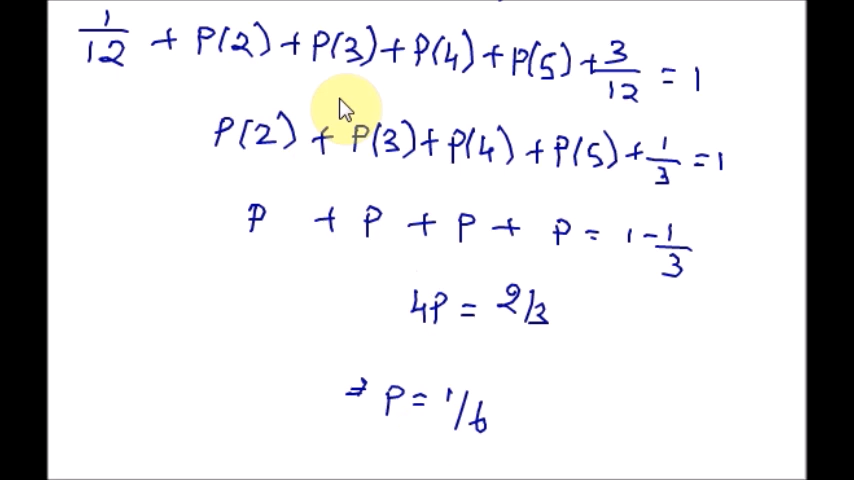 1/12 + P(2) + P(3) + P(4) + P(5) + 3/12 = 1
P(2) + P(3) + P(4) + P(5) + 1/3 = 1
P + P + P + P = 1 - 1/3
4P = 2/3
⇒ P = 1/6